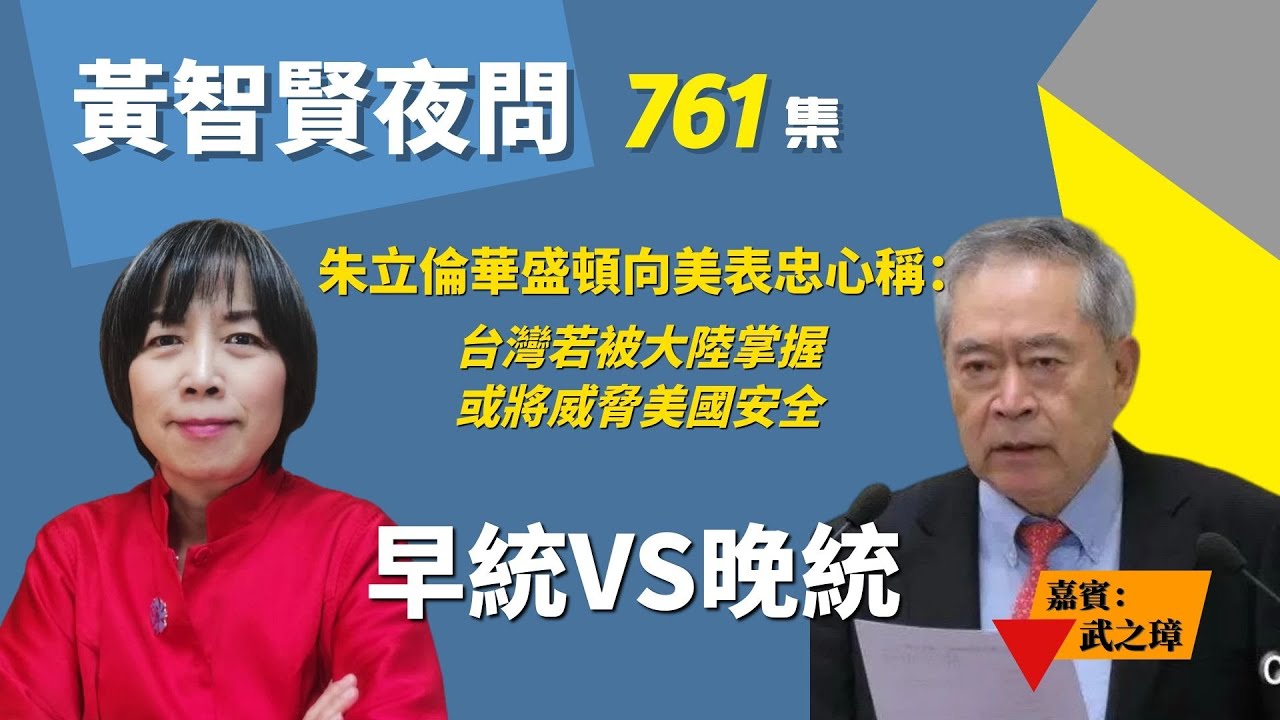 黃智賢夜問 761集
朱立倫華盛頓向美表忠心稱：
台灣若被大陸掌握
或將威脅美國安全
早統VS晚統
嘉賓：
武之璋